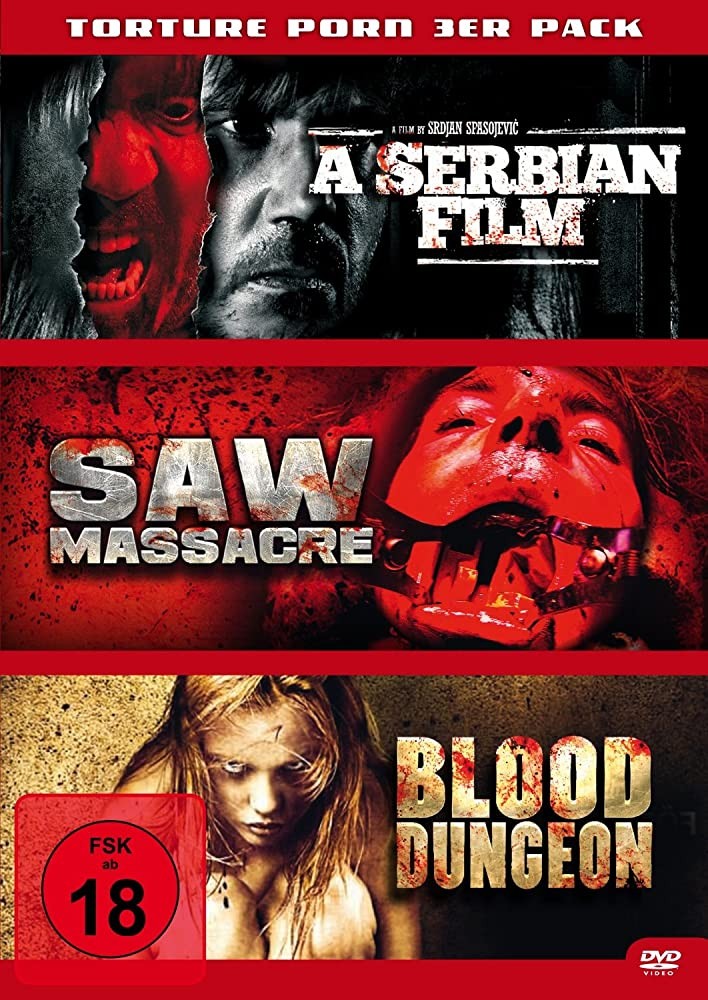 TORTURE PORN 3ER PACK
A FILM BY SRDJAN SPASOJEVIĆ
A SERBIAN
FILM
SAW
MASSACRE
BLOOD
DUNGEON
FSK
ab
18
DVD
VIDEO